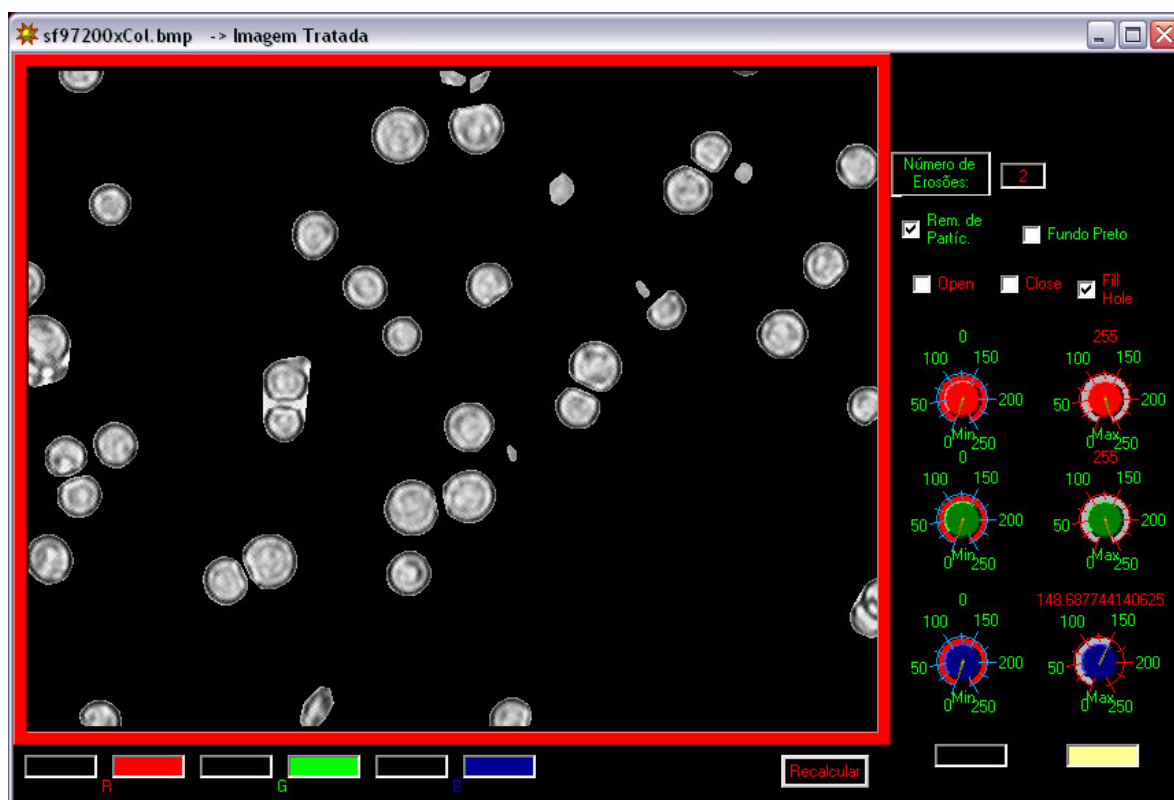 sf97200xCol.bmp -> Imagem Tratada
Número de
Erosões:
2
Rem. de
Partíc.
Fundo Preto
Open
Close
Fill
Hole
0
255
100
150
100
150
50
200
50
200
0
Min
250
0
Max
250
0
255
100
150
100
150
50
200
50
200
0
Min
250
0
Max
250
0
148.687744140625
100
150
100
150
50
200
50
200
0
Min
250
0
Max
250
R
G
B
Recalcular